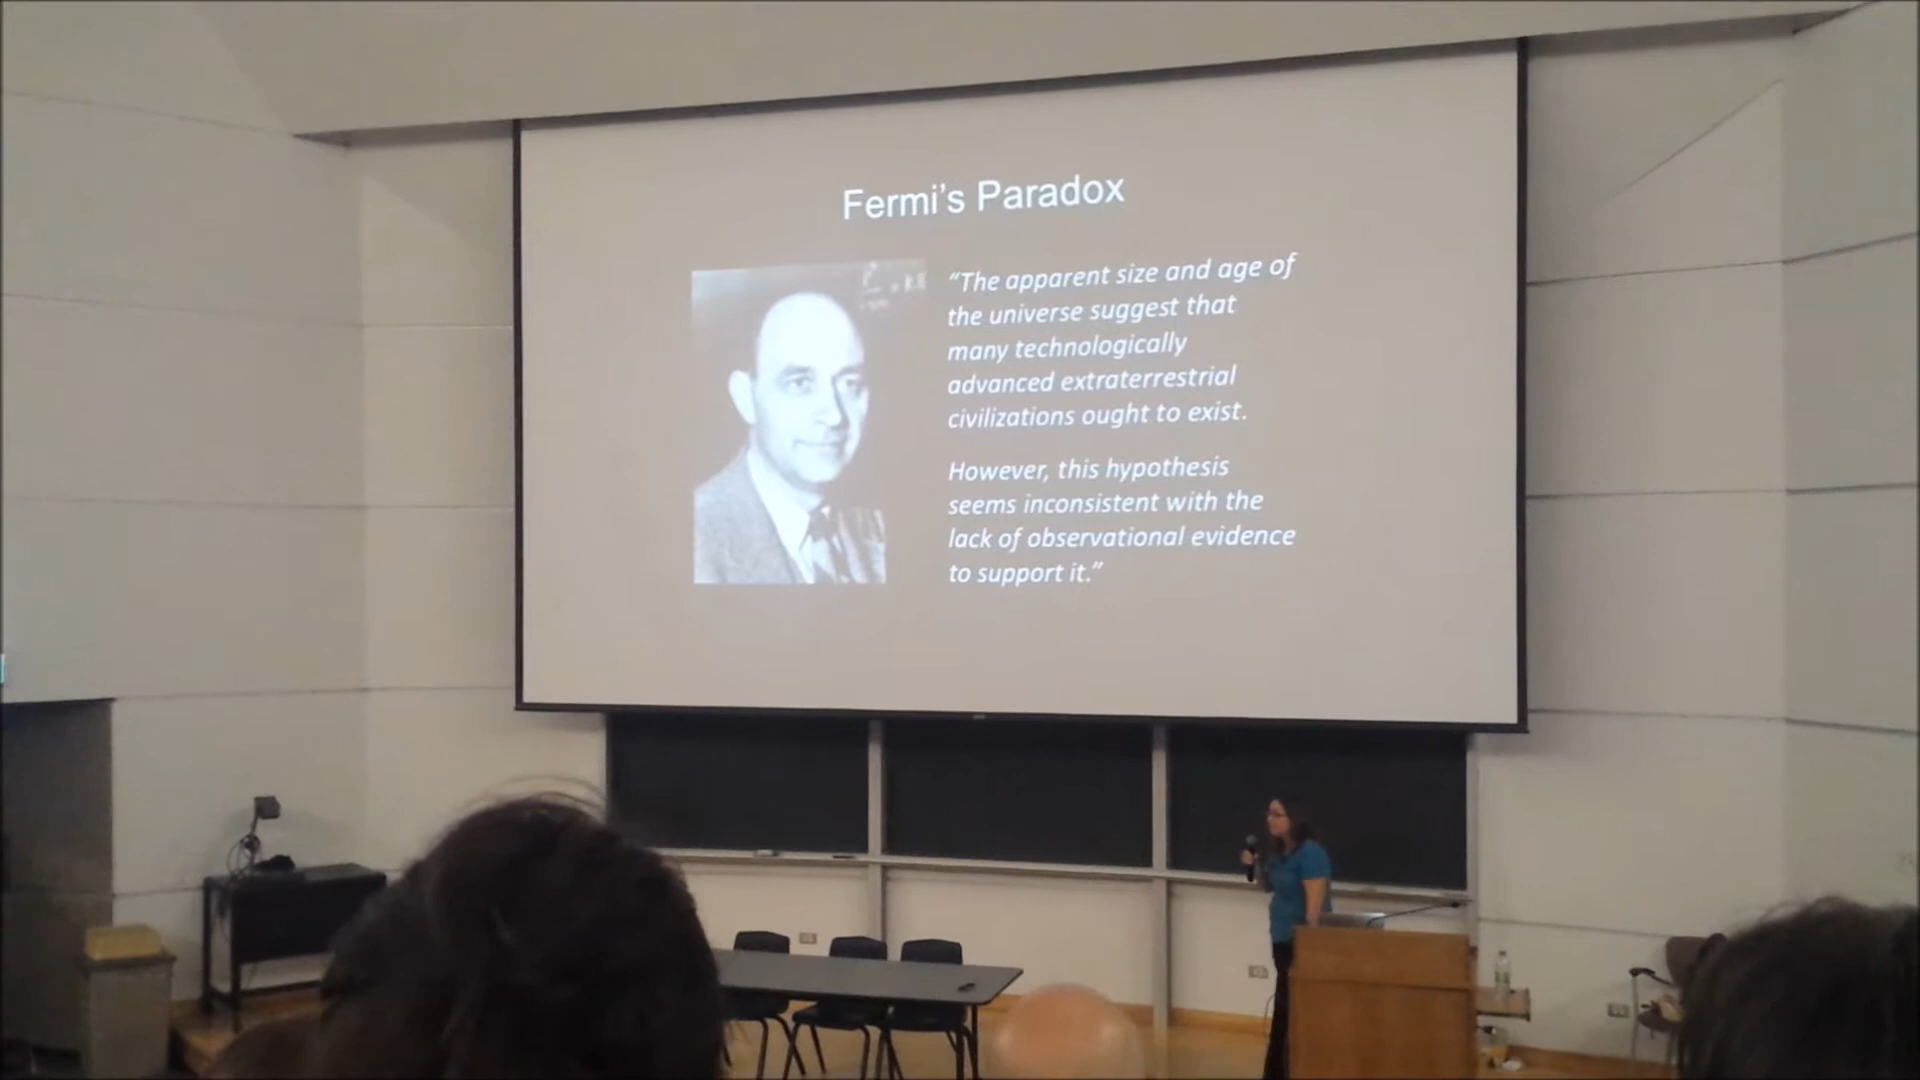 Fermi's Paradox
“The apparent size and age of
the universe suggest that
many technologically
advanced extraterrestrial
civilizations ought to exist.
However, this hypothesis
seems inconsistent with the
lack of observational evidence
to support it.”